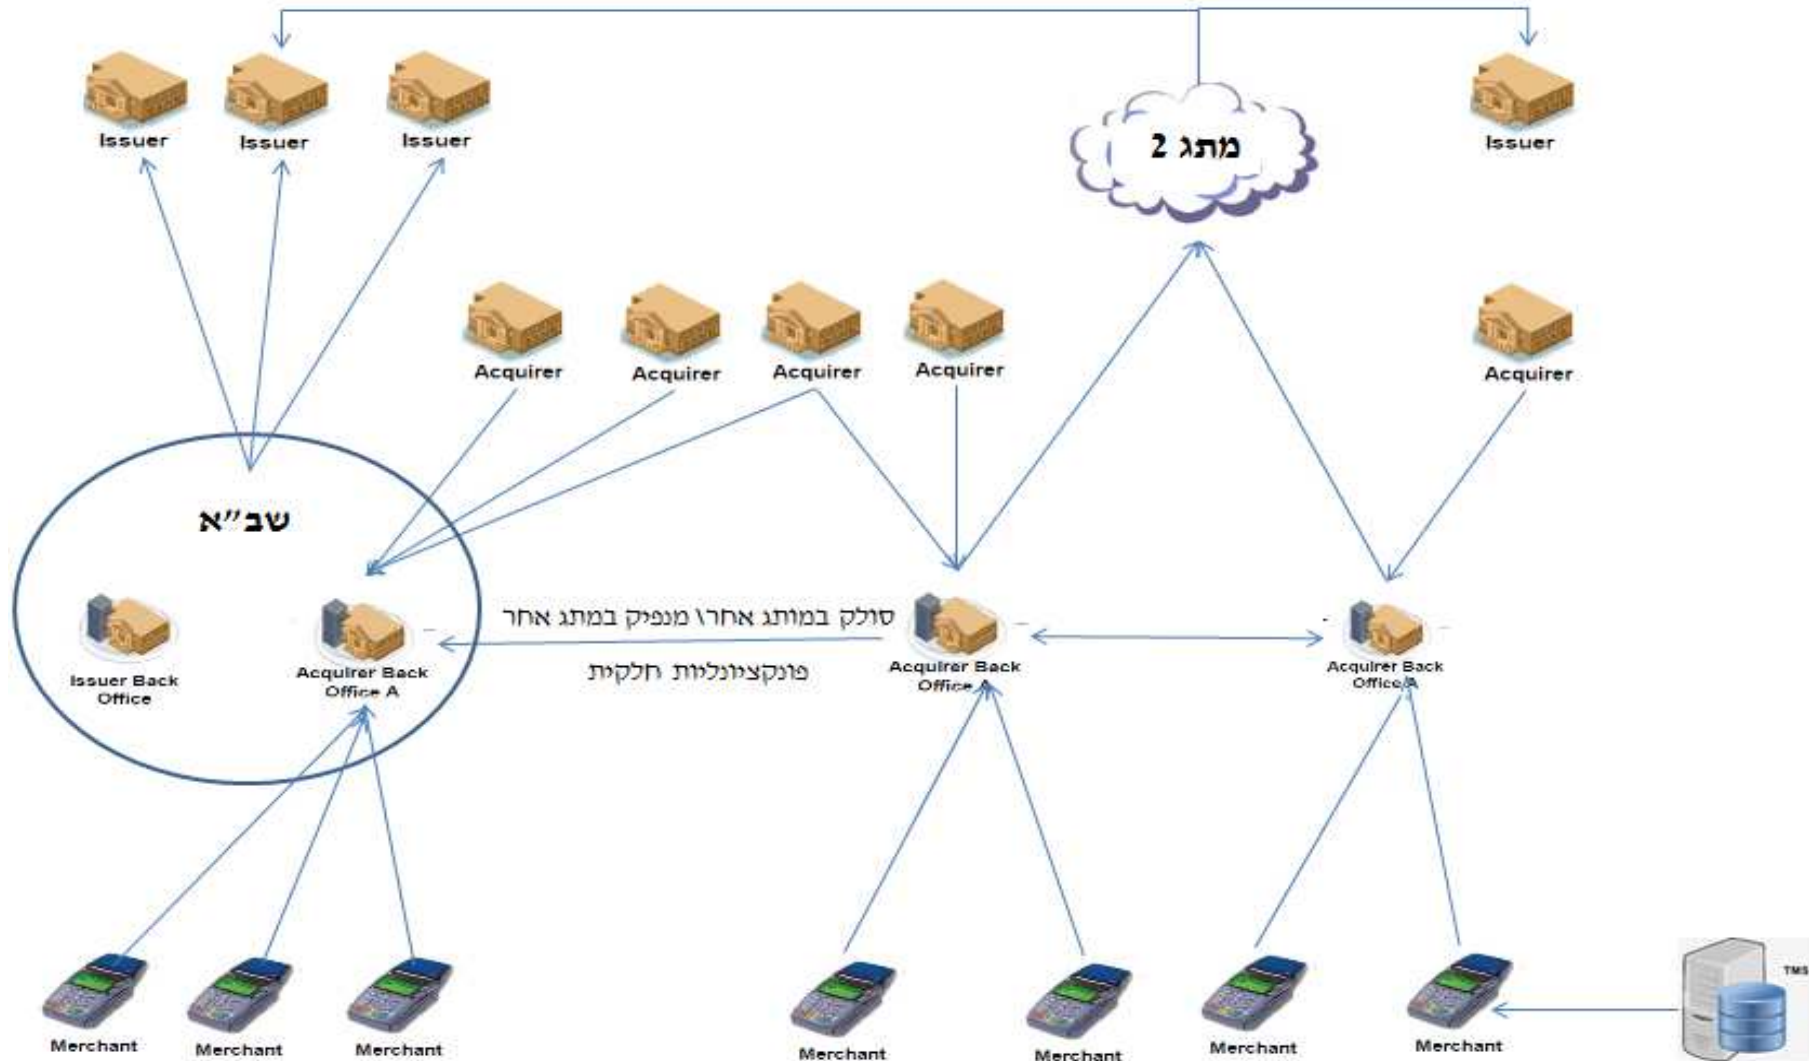 Issuer
Issuer
Issuer
מתג 2
Issuer
Acquirer
Acquirer
Acquirer
Acquirer
Acquirer
שב״א
סולק במותג אחר\ מנפיק במתג אחר
פונקציונליות חלקית
Issuer Back
Office
Acquirer Back
Office A
Acquirer Back
Office A
Acquirer Back
Office A
Merchant
Merchant
Merchant
Merchant
Merchant
Merchant
Merchant
TMS